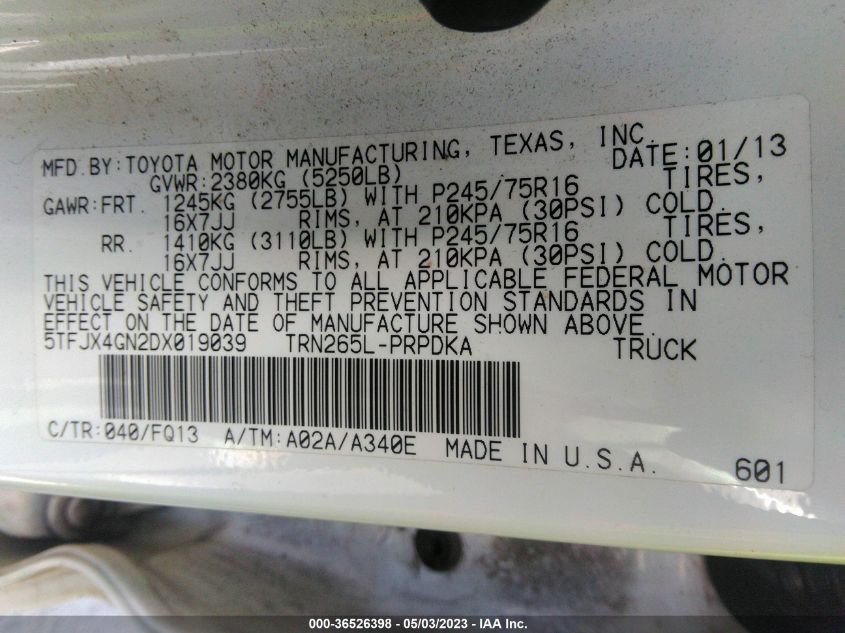 MFD.BY:TOYOTA MOTOR MANUFACTURING, TEXAS, INC.
DATE:01/13
GVWR:2380KG (5250LB)
GAWR:FRT. 1245KG (2755LB) WITH P245/75R16 TIRES,
16X7JJ RIMS, AT 210KPA (30PSI) COLD.
RR. 1410KG (3110LB) WITH P245/75R16 TIRES,
16X7JJ RIMS, AT 210KPA (30PSI) COLD.
THIS VEHICLE CONFORMS TO ALL APPLICABLE FEDERAL MOTOR
VEHICLE SAFETY AND THEFT PREVENTION STANDARDS IN
EFFECT ON THE DATE OF MANUFACTURE SHOWN ABOVE.
5TFJX4GN2DX019039 TRN265L-PRPDKA TRUCK
C/TR:040/FQ13 A/TM:A02A/A340E MADE IN U.S.A.
601
000-36526398 - 05/03/2023 - IAA Inc.